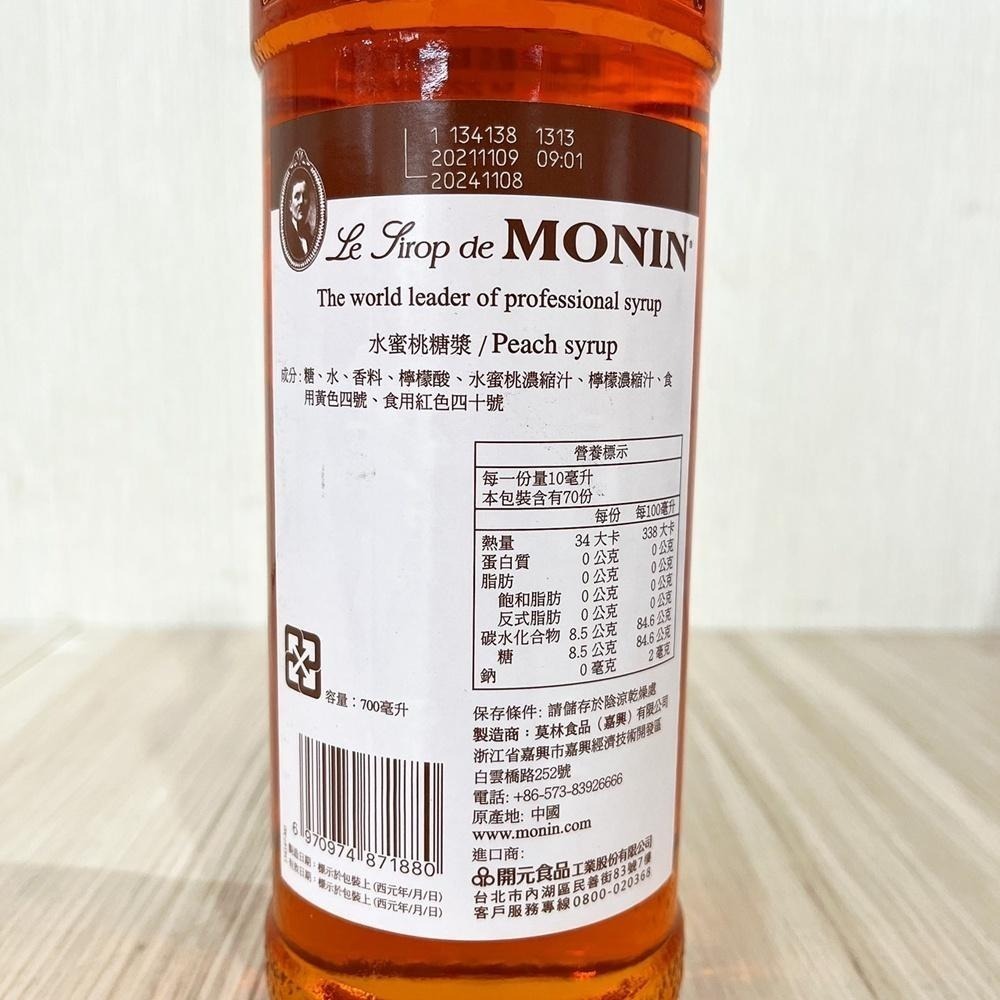 1 134138 1313
20211109 09:01
20241108
Le Sirop de MONIN
The world leader of professional syrup
水蜜桃糖漿 / Peach syrup
成分:糖、水、香料、檸檬酸、水蜜桃濃縮汁、檸檬濃縮汁、食
用黃色四號、食用紅色四十號
營養標示
每一份量10毫升
本包裝含有70份
每份 每100毫升
熱量 34 大卡 338 大卡
蛋白質 0 公克 0 公克
脂肪 0 公克 0 公克
飽和脂肪 0 公克 0 公克
反式脂肪 0 公克 0 公克
碳水化合物 8.5 公克 84.6 公克
糖 8.5 公克 84.6 公克
鈉 0 毫克 2 毫克
容量：700毫升
保存條件: 請儲存於陰涼乾燥處
製造商：莫林食品（嘉興）有限公司
浙江省嘉興市嘉興經濟技術開發區
白雲橋路252號
電話: +86-573-83926666
原產地: 中國
www.monin.com
進口商:
開元食品工業股份有限公司
台北市內湖區民善街83號7樓
客戶服務專線0800-020368
6 970974 871880
製造日期：標示於包裝上(西元年/月/日)
有效日期：標示於包裝上(西元年/月/日)